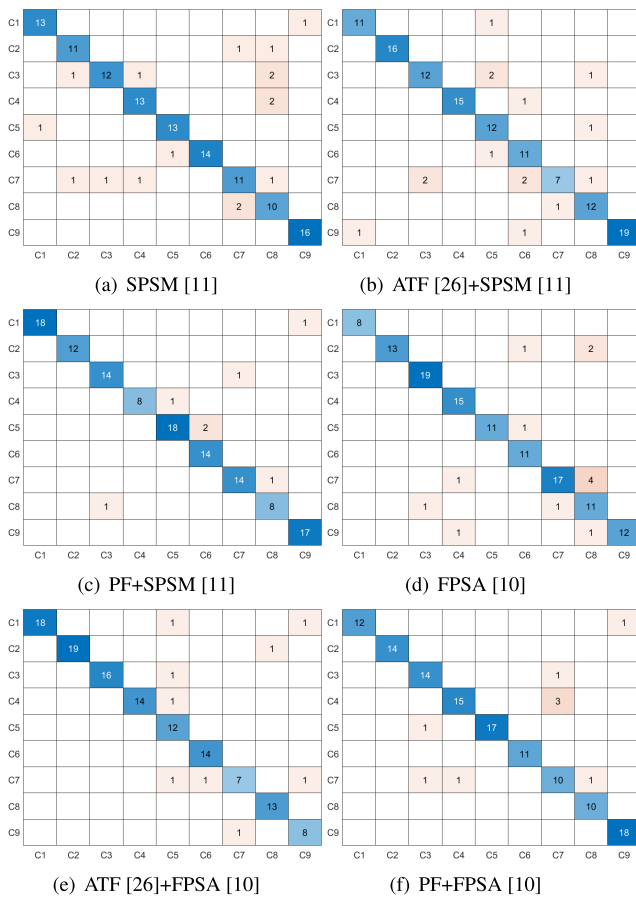 C1 13 1 C1 11 1
C2 11 1 1 C2 16
C3 1 12 1 2 C3 12 2 1
C4 13 2 C4 15 1
C5 1 13 C5 12 1
C6 1 14 C6 1 11
C7 1 1 1 11 1 C7 2 2 7 1
C8 2 10 C8 1 12
C9 16 C9 1 1 19
C1 C2 C3 C4 C5 C6 C7 C8 C9 C1 C2 C3 C4 C5 C6 C7 C8 C9
(a) SPSM [11] (b) ATF [26]+SPSM [11]
C1 18 1 C1 8
C2 12 C2 13 1 2
C3 14 1 C3 19
C4 8 1 C4 15
C5 18 2 C5 11 1
C6 14 C6 11
C7 14 1 C7 1 17 4
C8 1 8 C8 1 1 11
C9 17 C9 1 1 12
C1 C2 C3 C4 C5 C6 C7 C8 C9 C1 C2 C3 C4 C5 C6 C7 C8 C9
(c) PF+SPSM [11] (d) FPSA [10]
C1 18 1 1 C1 12 1
C2 19 1 C2 14
C3 16 1 C3 14 1
C4 14 1 C4 15 3
C5 12 C5 1 17
C6 14 C6 11
C7 1 1 7 1 C7 1 1 10 1
C8 13 C8 10
C9 1 8 C9 18
C1 C2 C3 C4 C5 C6 C7 C8 C9 C1 C2 C3 C4 C5 C6 C7 C8 C9
(e) ATF [26]+FPSA [10] (f) PF+FPSA [10]